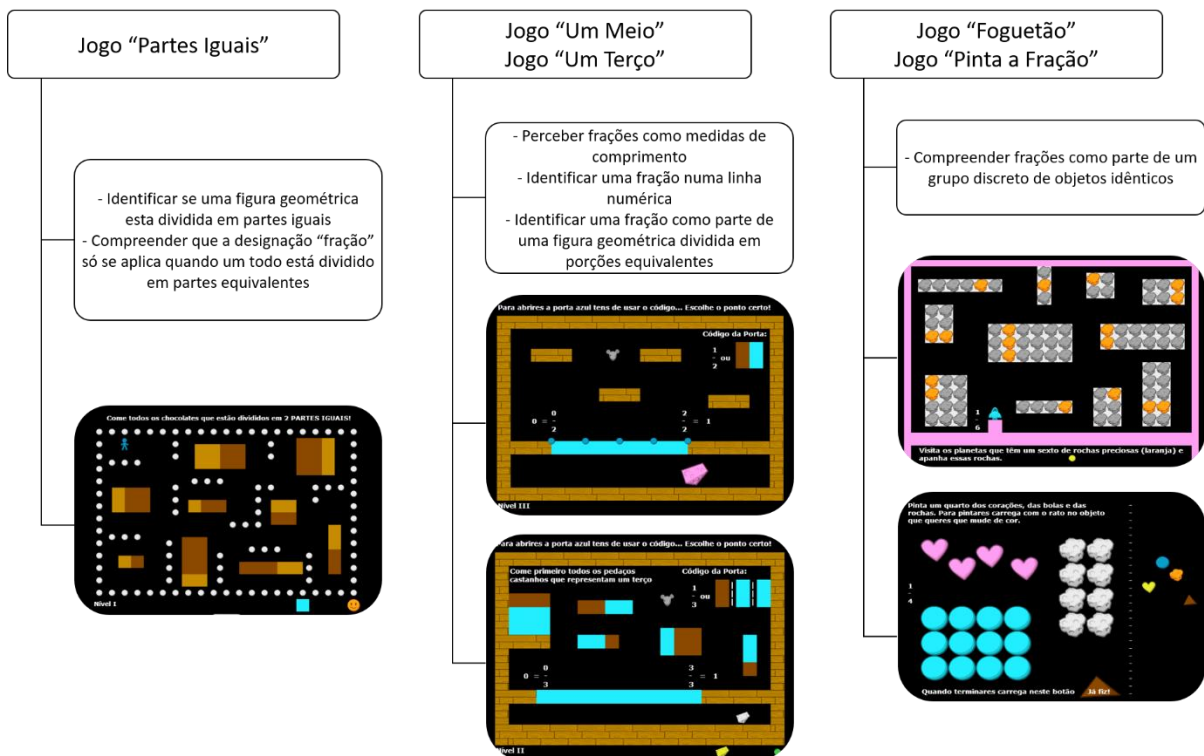 Jogo “Partes Iguais”
- Identificar se uma figura geométrica
esta dividida em partes iguais
- Compreender que a designação “fração”
só se aplica quando um todo está dividido
em partes equivalentes
Come todos os chocolates que estão divididos em 2 PARTES IGUAIS!
Nível I
Jogo “Um Meio”
Jogo “Um Terço”
- Perceber frações como medidas de
comprimento
- Identificar uma fração numa linha
numérica
- Identificar uma fração como parte de
uma figura geométrica dividida em
porções equivalentes
Para abrires a porta azul tens de usar o código... Escolhe o ponto certo!
Código da Porta:
1
2
ou
0 = 0
2
2
2 = 1
Nível III
Para abrires a porta azul tens de usar o código... Escolhe o ponto certo!
Come primeiro todos os pedaços
castanhos que representam um terço
Código da Porta:
1
3
ou
0 = 0
3
3
3 = 1
Nível II
Jogo “Foguetão”
Jogo “Pinta a Fração”
- Compreender frações como parte de um
grupo discreto de objetos idênticos
1
6
Visita os planetas que têm um sexto de rochas preciosas (laranja) e
apanha essas rochas.
Pinta um quarto dos corações, das bolas e das
rochas. Para pintares carrega com o rato no objeto
que queres que mude de cor.
1
4
Quando terminares carrega neste botão
Já fiz!